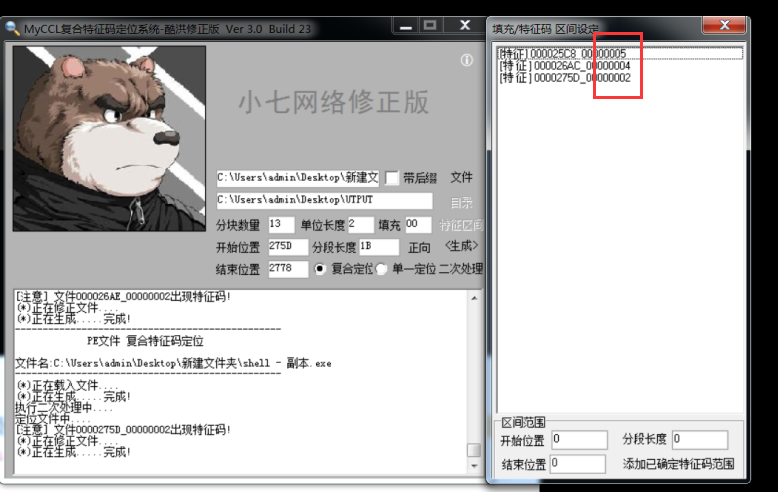 MyCCL复合特征码定位系统-酷洪修正版 Ver 3.0 Build 23
小七网络修正版
C:\Users\admin\Desktop\新建文 带后缀 文件
C:\Users\admin\Desktop\UTPUT 目录
分块数量 13 单位长度 2 填充 00 特征区间
开始位置 275D 分段长度 1B 正向 <生成>
结束位置 2778 复合定位 单一定位 二次处理
[注意] 文件000026AE_00000002出现特征码!
(*)正在修正文件....
(*)正在生成.....完成!
--------------------------------------------------
PE文件 复合特征码定位
文件名:C:\Users\admin\Desktop\新建文件夹\shell - 副本.exe
--------------------------------------------------
(*)正在载入文件....
(*)正在生成.....完成!
执行二次处理中....
定位文件中....
[注意] 文件0000275D_00000002出现特征码!
(*)正在修正文件....
(*)正在生成.....完成!
填充/特征码 区间设定
[特征]000025C8_00000005
[特征]000026AC_00000004
[特征]0000275D_00000002
区间范围
开始位置 0 分段长度 0
结束位置 0 添加已确定特征码范围